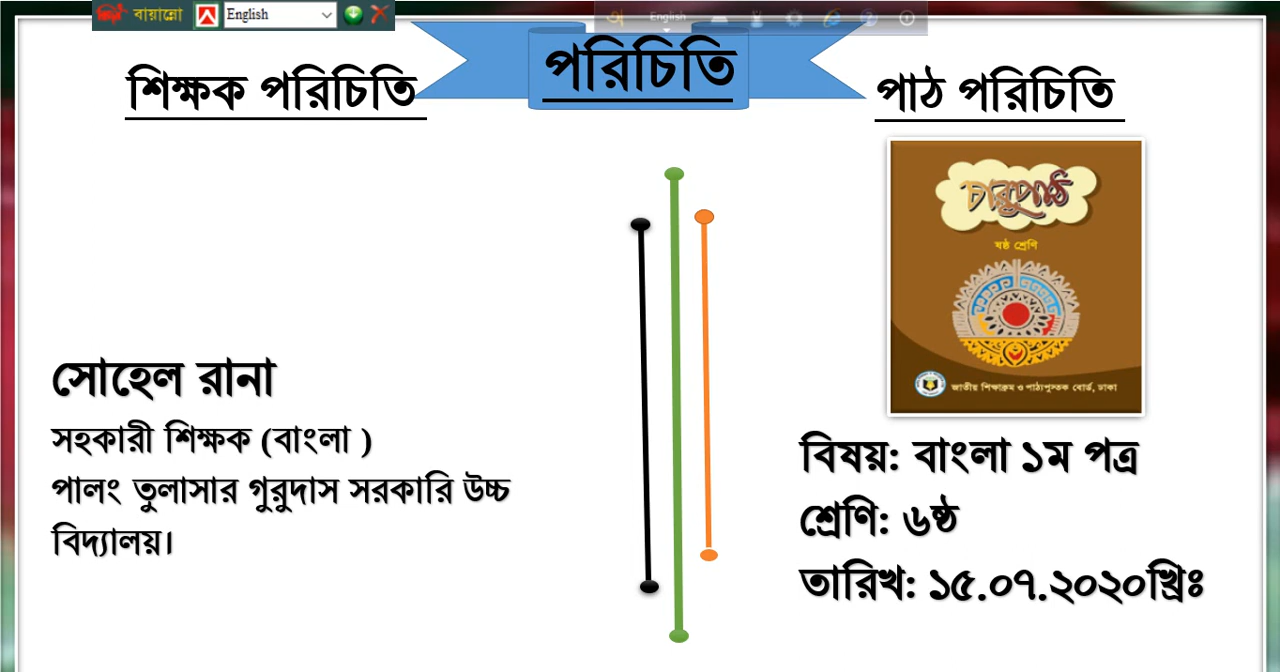 বায়ান্নো English
English
পরিচিতি
শিক্ষক পরিচিতি
পাঠ পরিচিতি
চারুপাঠ
ষষ্ঠ শ্রেণি
জাতীয় শিক্ষাক্রম ও পাঠ্যপুস্তক বোর্ড, ঢাকা
সোহেল রানা
সহকারী শিক্ষক (বাংলা )
পালং তুলাসার গুরুদাস সরকারি উচ্চ
বিদ্যালয়।
বিষয়: বাংলা ১ম পত্র
শ্রেণি: ৬ষ্ঠ
তারিখ: ১৫.০৭.২০২০খ্রিঃ